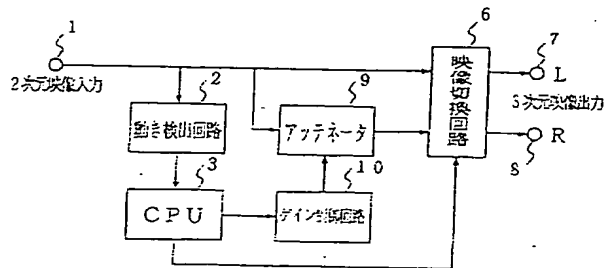 1
2次元映像入力
2
動き検出回路
3
CPU
9
アッテネータ
10
ゲイン制御回路
6
映像切換回路
7
L
3次元映像出力
R
8